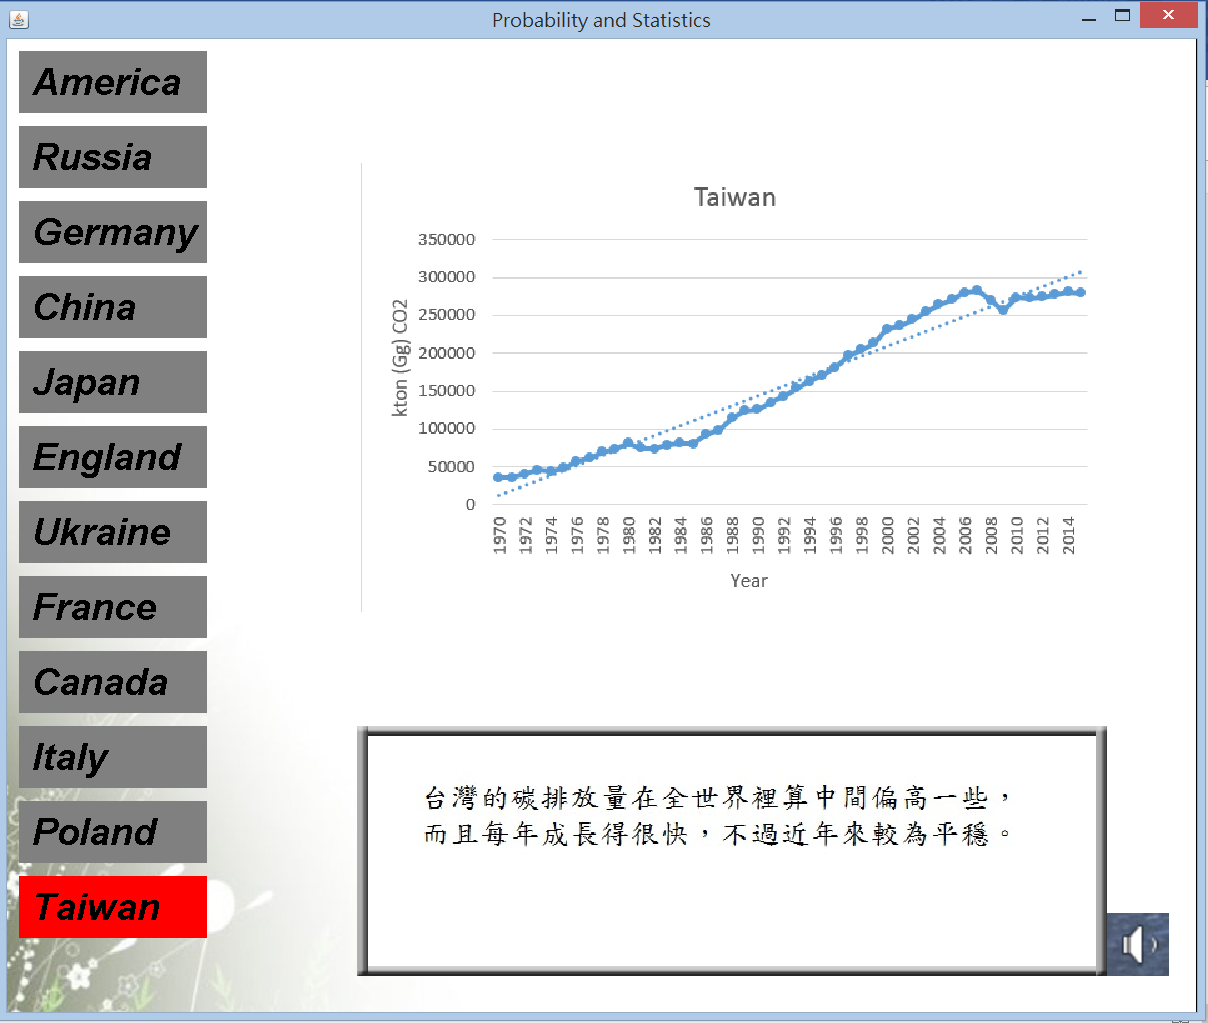 Probability and Statistics
America
Russia
Germany
China
Japan
England
Ukraine
France
Canada
Italy
Poland
Taiwan
Taiwan
350000
300000
250000
200000
150000
100000
50000
0
kton (Gg) CO2
1970 1972 1974 1976 1978 1980 1982 1984 1986 1988 1990 1992 1994 1996 1998 2000 2002 2004 2006 2008 2010 2012 2014
Year
台灣的碳排放量在全世界裡算中間偏高一些，
而且每年成長得很快，不過近年來較為平穩。